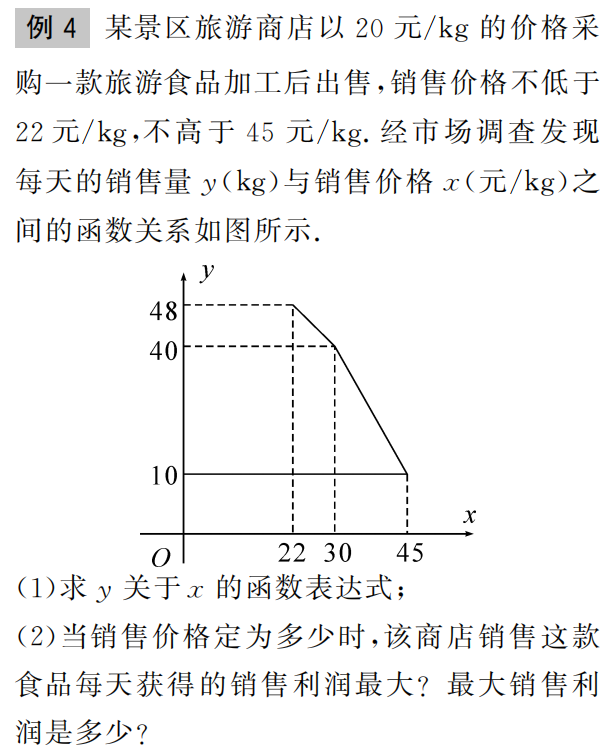 例 4 某景区旅游商店以 20 元/kg 的价格采
购一款旅游食品加工后出售,销售价格不低于
22 元/kg,不高于 45 元/kg. 经市场调查发现
每天的销售量 y(kg)与销售价格 x(元/kg)之
间的函数关系如图所示.
y
48
40
10
x
O 22 30 45
(1)求 y 关于 x 的函数表达式;
(2)当销售价格定为多少时,该商店销售这款
食品每天获得的销售利润最大? 最大销售利
润是多少?